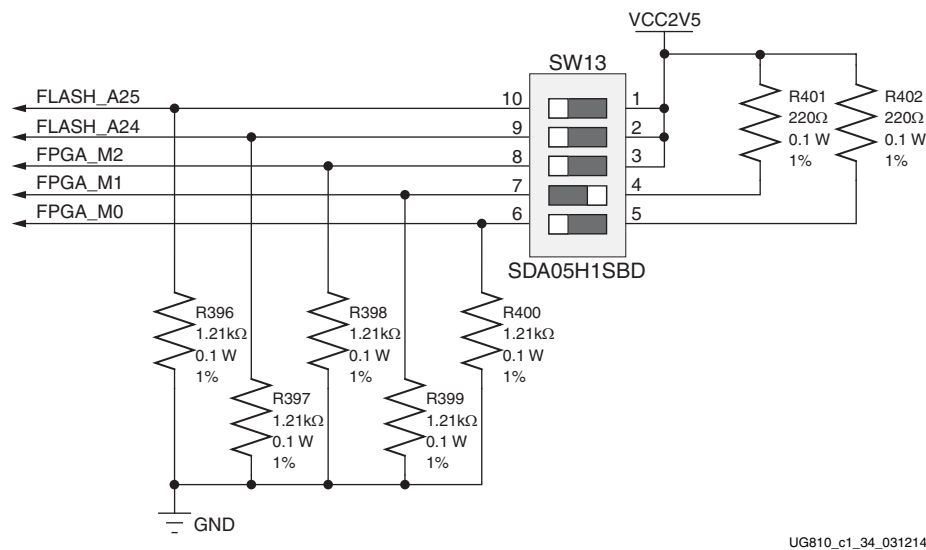 VCC2V5
SW13
FLASH_A25
10
1
FLASH_A24
9
2
FPGA_M2
8
3
FPGA_M1
7
4
FPGA_M0
6
5
SDA05H1SBD
R401
220Ω
0.1 W
1%
R402
220Ω
0.1 W
1%
R396
1.21kΩ
0.1 W
1%
R398
1.21kΩ
0.1 W
1%
R400
1.21kΩ
0.1 W
1%
R397
1.21kΩ
0.1 W
1%
R399
1.21kΩ
0.1 W
1%
GND
UG810_c1_34_031214